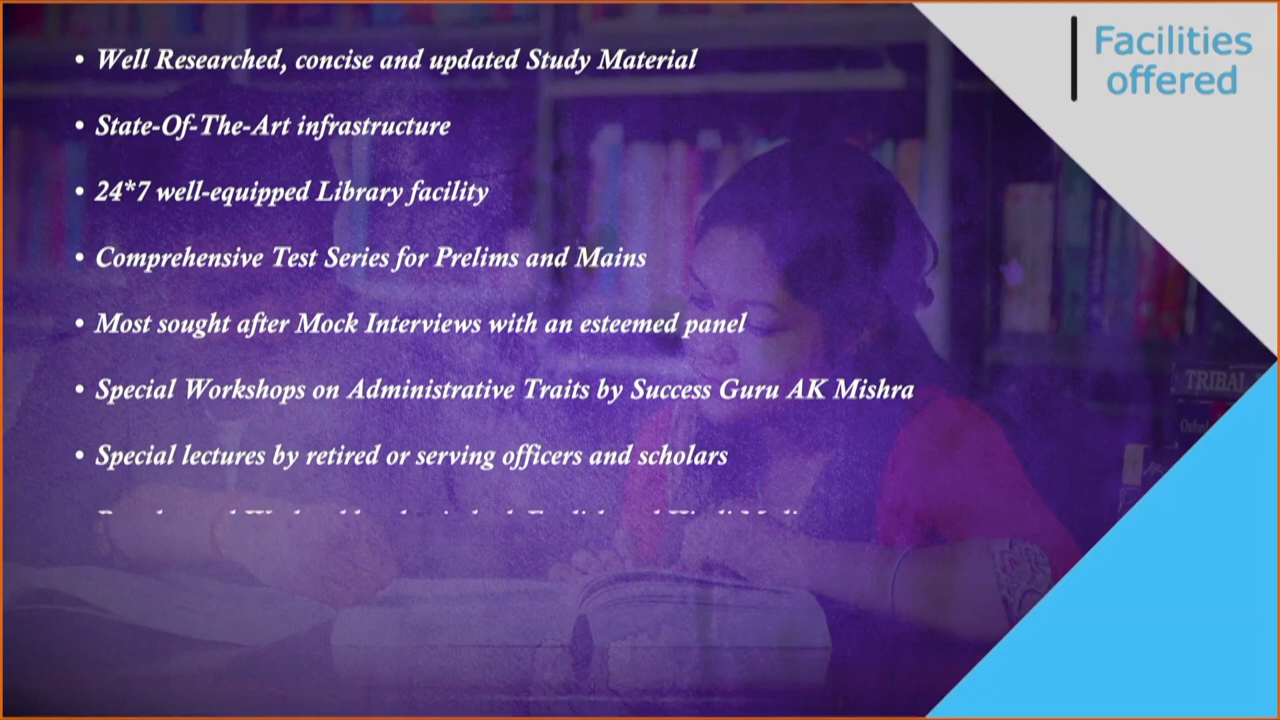 Facilities
offered
• Well Researched, concise and updated Study Material
• State-Of-The-Art infrastructure
• 24*7 well-equipped Library facility
• Comprehensive Test Series for Prelims and Mains
• Most sought after Mock Interviews with an esteemed panel
• Special Workshops on Administrative Traits by Success Guru AK Mishra
• Special lectures by retired or serving officers and scholars
TRIBAL